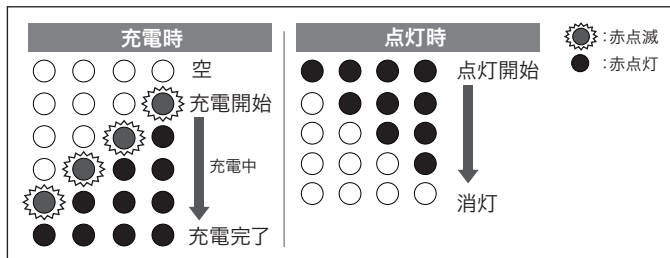 充電時
空
充電開始
充電中
充電完了
点灯時
点灯開始
消灯
:赤点滅
:赤点灯